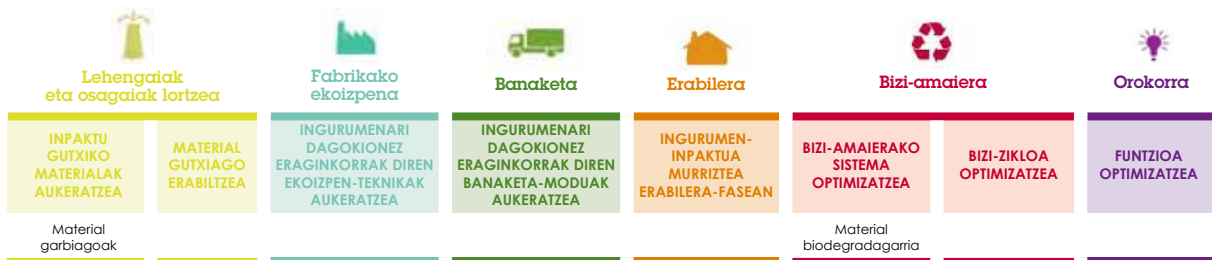 Lehengaiak
eta osagaiak lortzea
Fabrikako
ekoizpena
Banaketa
Erabilera
Bizi-amaiera
Orokorra
INPAKTU
GUTXIKO
MATERIALAK
AUKERATZEA
MATERIAL
GUTXIAGO
ERABILTZEA
INGURUMENARI
DAGOKIONEZ
ERAGINKORRAK DIREN
EKOIZPEN-TEKNIKAK
AUKERATZEA
INGURUMENARI
DAGOKIONEZ
ERAGINKORRAK DIREN
BANAKETA-MODUAK
AUKERATZEA
INGURUMEN-
INPAKTUA
MURRIZTEA
ERABILERA-FASEAN
BIZI-AMAIERAKO
SISTEMA
OPTIMIZATZEA
BIZI-ZIKLOA
OPTIMIZATZEA
FUNTZIOA
OPTIMIZATZEA
Material
garbiagoak
Material
biodegradagarria